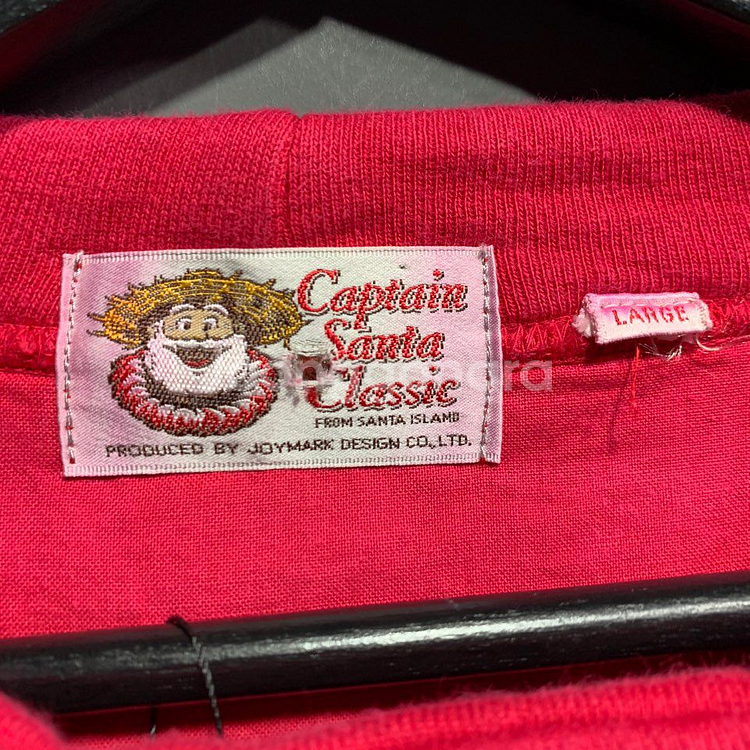 Captain
Santa
Classic
FROM SANTA ISLAND
PRODUCED BY JOYMARK DESIGN CO., LTD.
LARGE